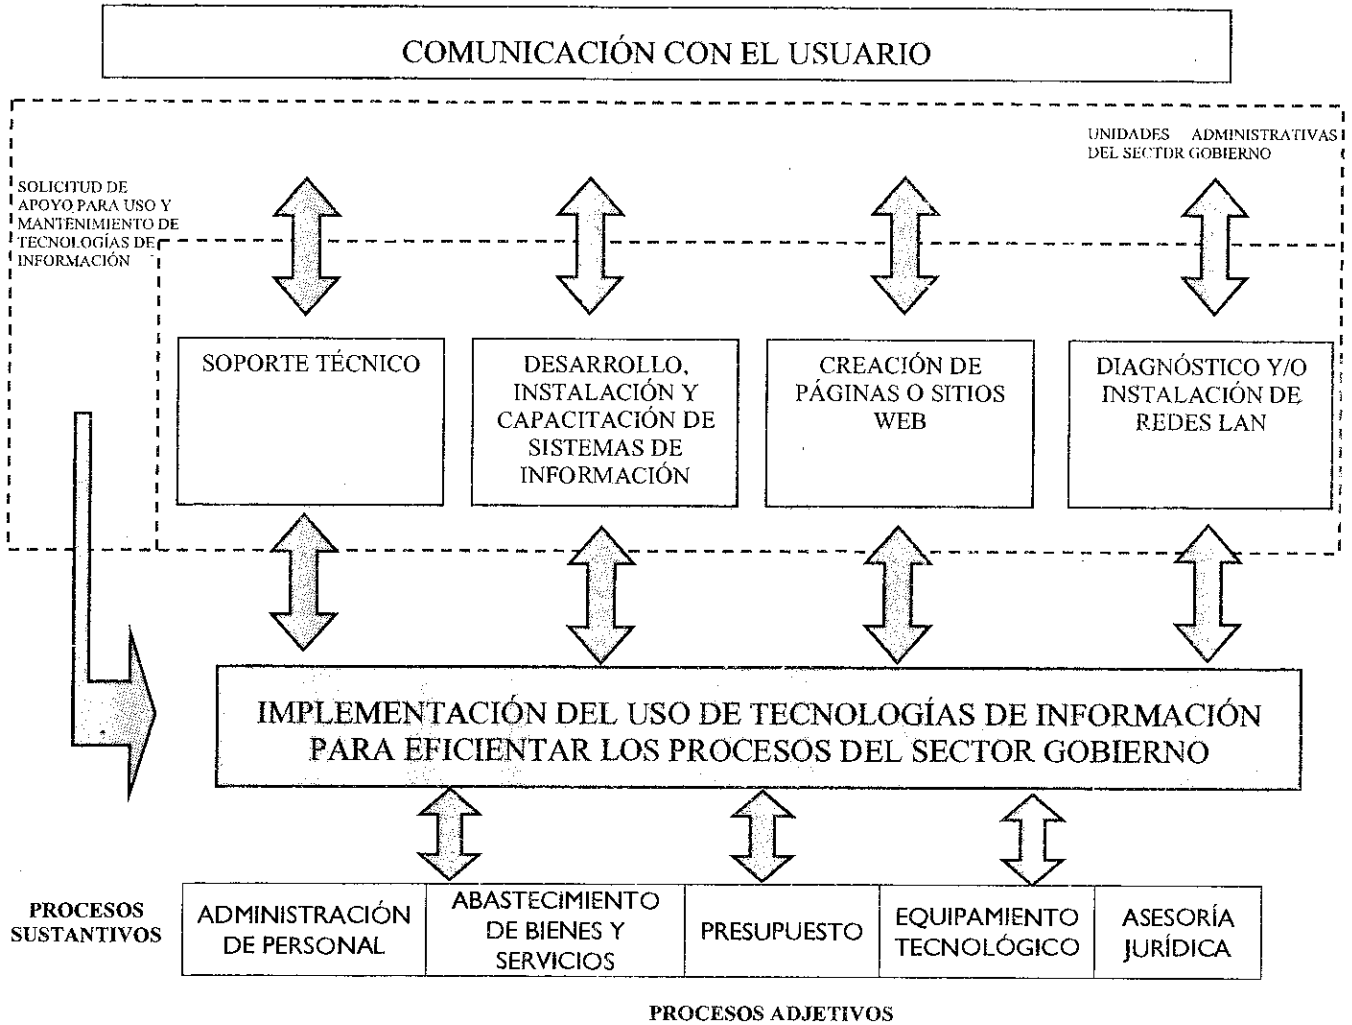 COMUNICACIÓN CON EL USUARIO
UNIDADES ADMINISTRATIVAS
DEL SECTOR GOBIERNO
SOLICITUD DE
APOYO PARA USO Y
MANTENIMIENTO DE
TECNOLOGÍAS DE
INFORMACIÓN
SOPORTE TÉCNICO
DESARROLLO,
INSTALACIÓN Y
CAPACITACIÓN DE
SISTEMAS DE
INFORMACIÓN
CREACIÓN DE
PÁGINAS O SITIOS
WEB
DIAGNÓSTICO Y/O
INSTALACIÓN DE
REDES LAN
IMPLEMENTACIÓN DEL USO DE TECNOLOGÍAS DE INFORMACIÓN
PARA EFICIENTAR LOS PROCESOS DEL SECTOR GOBIERNO
PROCESOS
SUSTANTIVOS
ADMINISTRACIÓN
DE PERSONAL
ABASTECIMIENTO
DE BIENES Y
SERVICIOS
PRESUPUESTO
EQUIPAMIENTO
TECNOLÓGICO
ASESORÍA
JURÍDICA
PROCESOS ADJETIVOS